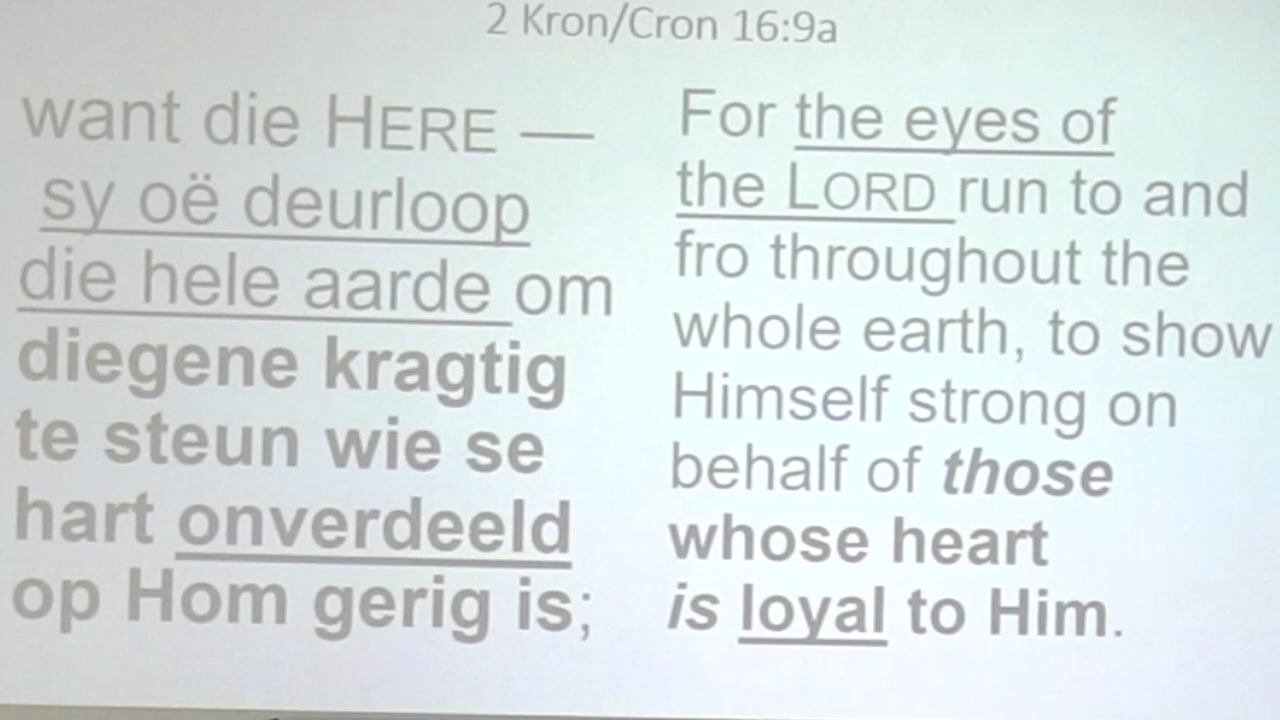 2 Kron/Cron 16:9a
want die HERE —
sy oë deurloop
die hele aarde om
diegene kragtig
te steun wie se
hart onverdeeld
op Hom gerig is;
For the eyes of
the LORD run to and
fro throughout the
whole earth, to show
Himself strong on
behalf of those
whose heart
is loyal to Him.